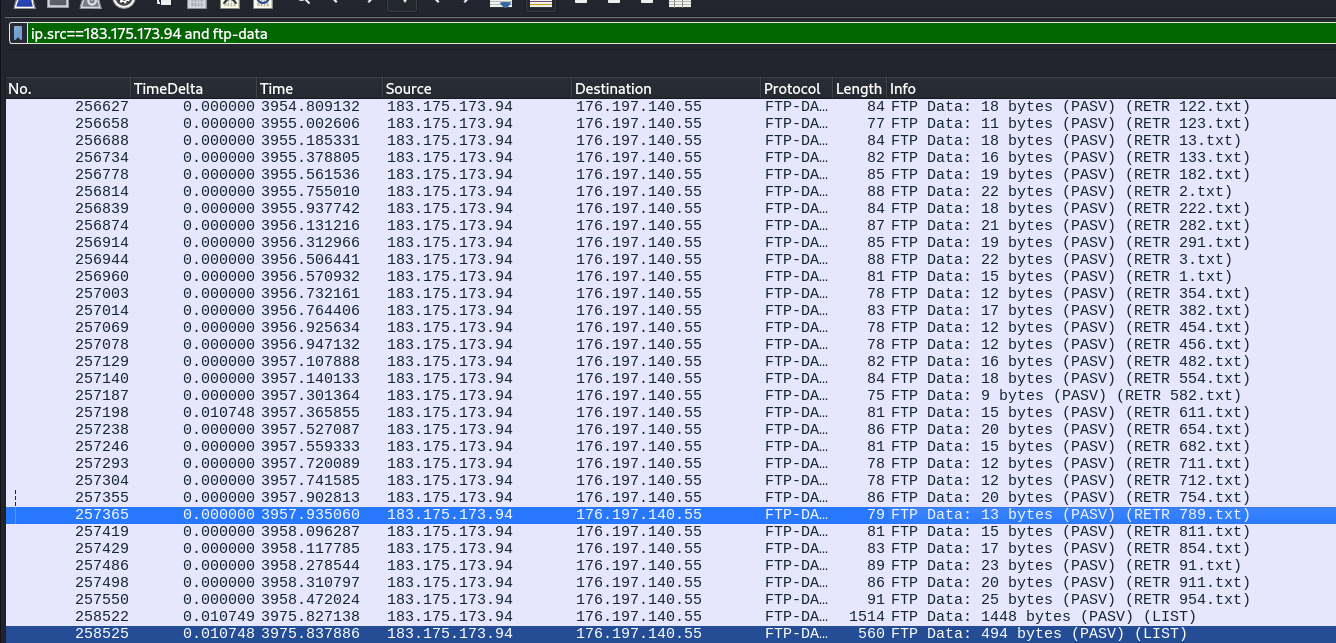 ip.src==183.175.173.94 and ftp-data
No. TimeDelta Time Source Destination Protocol Length Info
256627 0.000000 3954.809132 183.175.173.94 176.197.140.55 FTP-DA… 84 FTP Data: 18 bytes (PASV) (RETR 122.txt)
256658 0.000000 3955.002606 183.175.173.94 176.197.140.55 FTP-DA… 77 FTP Data: 11 bytes (PASV) (RETR 123.txt)
256688 0.000000 3955.185331 183.175.173.94 176.197.140.55 FTP-DA… 84 FTP Data: 18 bytes (PASV) (RETR 13.txt)
256734 0.000000 3955.378805 183.175.173.94 176.197.140.55 FTP-DA… 82 FTP Data: 16 bytes (PASV) (RETR 133.txt)
256778 0.000000 3955.561536 183.175.173.94 176.197.140.55 FTP-DA… 85 FTP Data: 19 bytes (PASV) (RETR 182.txt)
256814 0.000000 3955.755010 183.175.173.94 176.197.140.55 FTP-DA… 88 FTP Data: 22 bytes (PASV) (RETR 2.txt)
256839 0.000000 3955.937742 183.175.173.94 176.197.140.55 FTP-DA… 84 FTP Data: 18 bytes (PASV) (RETR 222.txt)
256874 0.000000 3956.131216 183.175.173.94 176.197.140.55 FTP-DA… 87 FTP Data: 21 bytes (PASV) (RETR 282.txt)
256914 0.000000 3956.312966 183.175.173.94 176.197.140.55 FTP-DA… 85 FTP Data: 19 bytes (PASV) (RETR 291.txt)
256944 0.000000 3956.506441 183.175.173.94 176.197.140.55 FTP-DA… 88 FTP Data: 22 bytes (PASV) (RETR 3.txt)
256960 0.000000 3956.570932 183.175.173.94 176.197.140.55 FTP-DA… 81 FTP Data: 15 bytes (PASV) (RETR 1.txt)
257003 0.000000 3956.732161 183.175.173.94 176.197.140.55 FTP-DA… 78 FTP Data: 12 bytes (PASV) (RETR 354.txt)
257014 0.000000 3956.764406 183.175.173.94 176.197.140.55 FTP-DA… 83 FTP Data: 17 bytes (PASV) (RETR 382.txt)
257069 0.000000 3956.925634 183.175.173.94 176.197.140.55 FTP-DA… 78 FTP Data: 12 bytes (PASV) (RETR 454.txt)
257078 0.000000 3956.947132 183.175.173.94 176.197.140.55 FTP-DA… 78 FTP Data: 12 bytes (PASV) (RETR 456.txt)
257129 0.000000 3957.107888 183.175.173.94 176.197.140.55 FTP-DA… 82 FTP Data: 16 bytes (PASV) (RETR 482.txt)
257140 0.000000 3957.140133 183.175.173.94 176.197.140.55 FTP-DA… 84 FTP Data: 18 bytes (PASV) (RETR 554.txt)
257187 0.000000 3957.301364 183.175.173.94 176.197.140.55 FTP-DA… 75 FTP Data: 9 bytes (PASV) (RETR 582.txt)
257198 0.010748 3957.365855 183.175.173.94 176.197.140.55 FTP-DA… 81 FTP Data: 15 bytes (PASV) (RETR 611.txt)
257238 0.000000 3957.527087 183.175.173.94 176.197.140.55 FTP-DA… 86 FTP Data: 20 bytes (PASV) (RETR 654.txt)
257246 0.000000 3957.559333 183.175.173.94 176.197.140.55 FTP-DA… 81 FTP Data: 15 bytes (PASV) (RETR 682.txt)
257293 0.000000 3957.720089 183.175.173.94 176.197.140.55 FTP-DA… 78 FTP Data: 12 bytes (PASV) (RETR 711.txt)
257304 0.000000 3957.741585 183.175.173.94 176.197.140.55 FTP-DA… 78 FTP Data: 12 bytes (PASV) (RETR 712.txt)
257355 0.000000 3957.902813 183.175.173.94 176.197.140.55 FTP-DA… 86 FTP Data: 20 bytes (PASV) (RETR 754.txt)
257365 0.000000 3957.935060 183.175.173.94 176.197.140.55 FTP-DA… 79 FTP Data: 13 bytes (PASV) (RETR 789.txt)
257419 0.000000 3958.096287 183.175.173.94 176.197.140.55 FTP-DA… 81 FTP Data: 15 bytes (PASV) (RETR 811.txt)
257429 0.000000 3958.117785 183.175.173.94 176.197.140.55 FTP-DA… 83 FTP Data: 17 bytes (PASV) (RETR 854.txt)
257486 0.000000 3958.278544 183.175.173.94 176.197.140.55 FTP-DA… 89 FTP Data: 23 bytes (PASV) (RETR 91.txt)
257498 0.000000 3958.310797 183.175.173.94 176.197.140.55 FTP-DA… 86 FTP Data: 20 bytes (PASV) (RETR 911.txt)
257550 0.000000 3958.472024 183.175.173.94 176.197.140.55 FTP-DA… 91 FTP Data: 25 bytes (PASV) (RETR 954.txt)
258522 0.010749 3975.827138 183.175.173.94 176.197.140.55 FTP-DA… 1514 FTP Data: 1448 bytes (PASV) (LIST)
258525 0.010748 3975.837886 183.175.173.94 176.197.140.55 FTP-DA… 560 FTP Data: 494 bytes (PASV) (LIST)